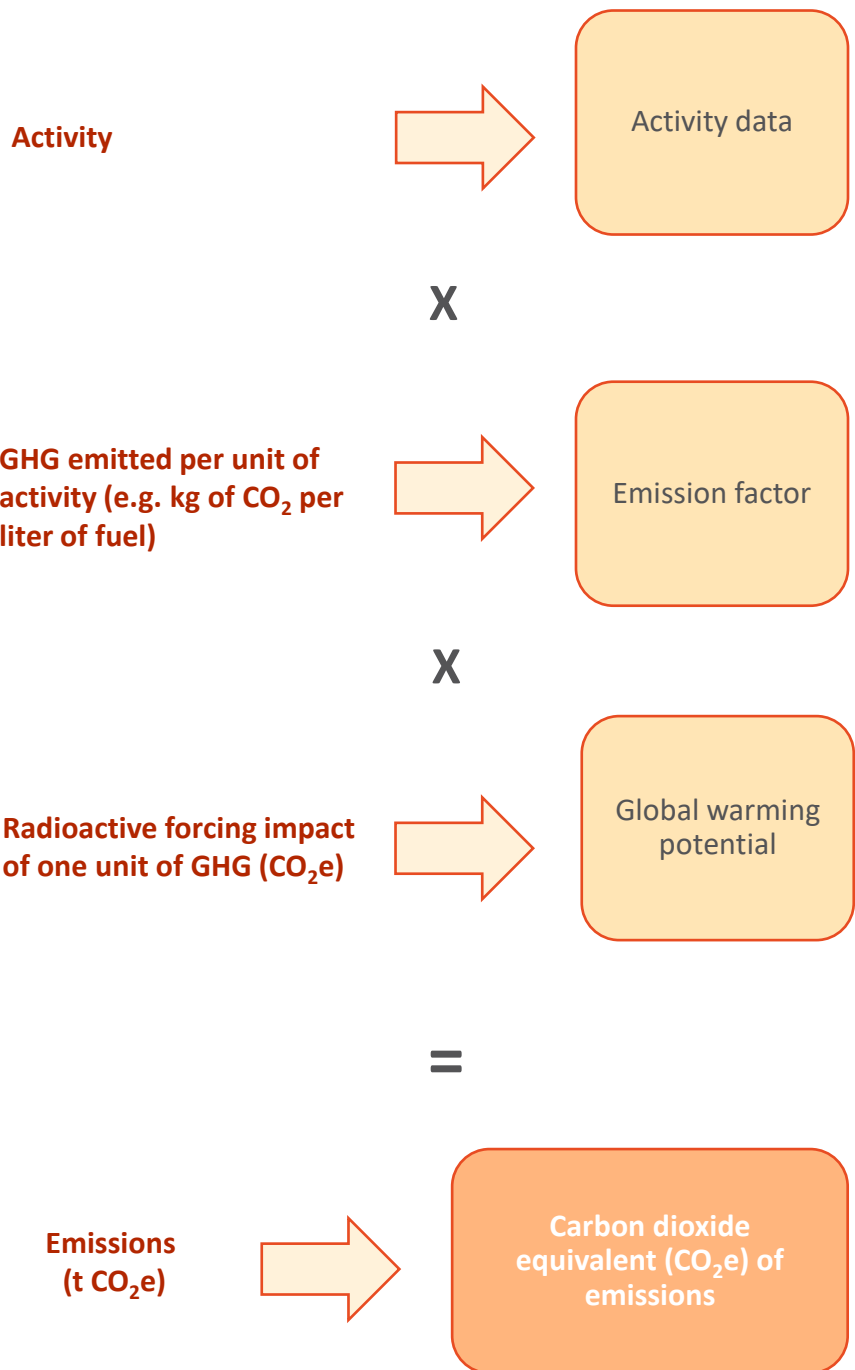 Activity
Activity data
X
GHG emitted per unit of
activity (e.g. kg of CO₂ per
liter of fuel)
Emission factor
X
Radioactive forcing impact
of one unit of GHG (CO₂e)
Global warming
potential
=
Emissions
(t CO₂e)
Carbon dioxide
equivalent (CO₂e) of
emissions